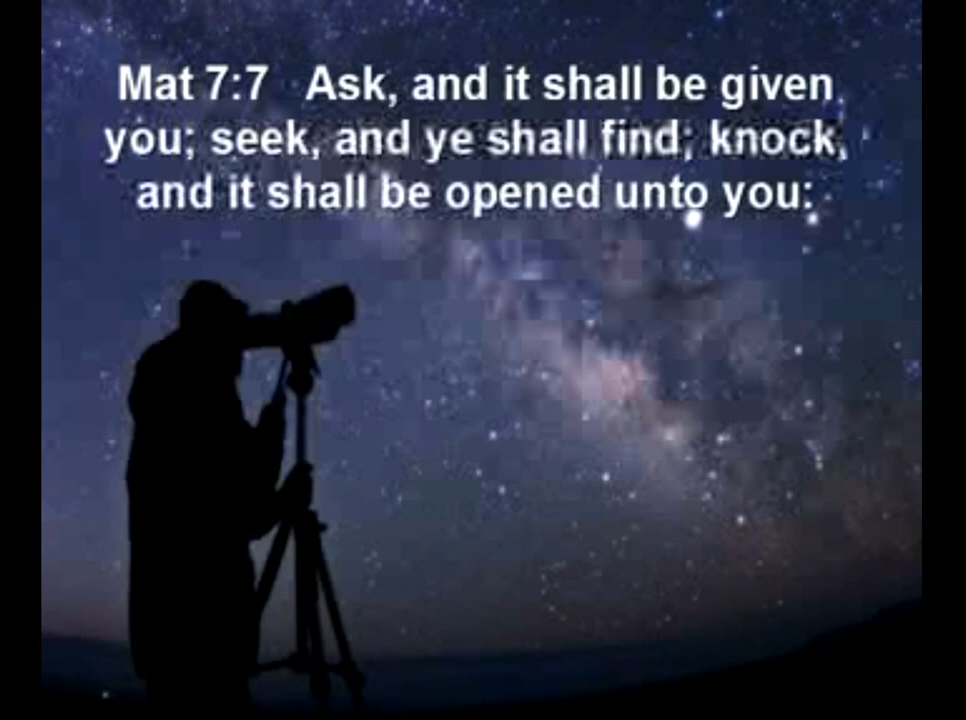 Mat 7:7 Ask, and it shall be given
you; seek, and ye shall find; knock,
and it shall be opened unto you: